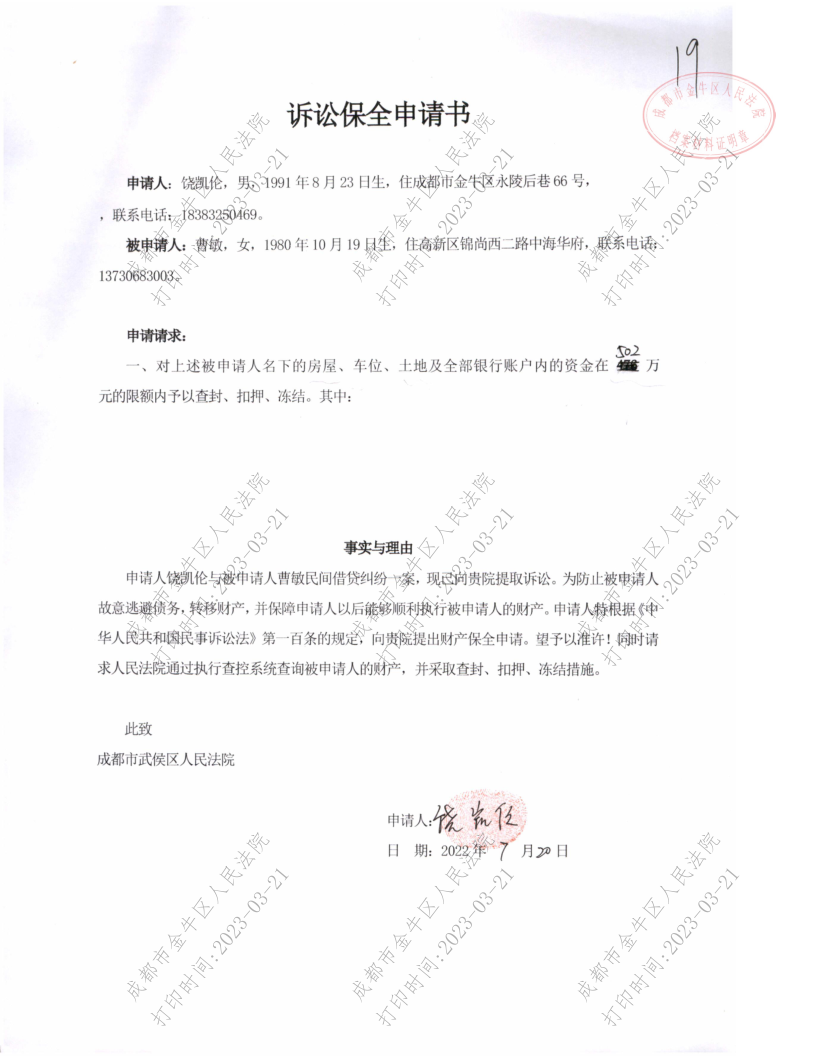 19
成都市金牛区人民法院
档案材料证明章
诉讼保全申请书
申请人：饶凯伦，男，1991年8月23日生，住成都市金牛区永陵后巷66号，
，联系电话：18383250469。
被申请人：曹敏，女，1980年10月19日生，住高新区锦尚西二路中海华府，联系电话：
13730683003。
申请请求：
502
一、对上述被申请人名下的房屋、车位、土地及全部银行账户内的资金在 万
元的限额内予以查封、扣押、冻结。其中：
事实与理由
申请人饶凯伦与被申请人曹敏民间借贷纠纷一案，现已向贵院提取诉讼。为防止被申请人
故意逃避债务，转移财产，并保障申请人以后能够顺利执行被申请人的财产。申请人特根据《中
华人民共和国民事诉讼法》第一百条的规定，向贵院提出财产保全申请。望予以准许！同时请
求人民法院通过执行查控系统查询被申请人的财产，并采取查封、扣押、冻结措施。
此致
成都市武侯区人民法院
申请人：饶凯伦
日 期：2022年7月20日
成都市金牛区人民法院
打印时间：2023-03-21
成都市金牛区人民法院
打印时间：2023-03-21
成都市金牛区人民法院
打印时间：2023-03-21
成都市金牛区人民法院
打印时间：2023-03-21
成都市金牛区人民法院
打印时间：2023-03-21
成都市金牛区人民法院
打印时间：2023-03-21
成都市金牛区人民法院
打印时间：2023-03-21
成都市金牛区人民法院
打印时间：2023-03-21
成都市金牛区人民法院
打印时间：2023-03-21